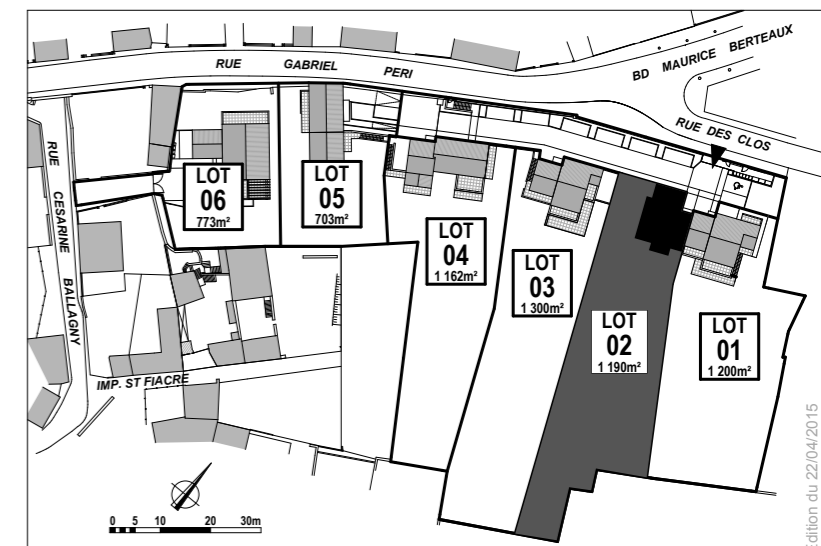 RUE GABRIEL PERI
BD MAURICE BERTEAUX
RUE DES CLOS
RUE CESARINE BALLAGNY
LOT
06
773m²
LOT
05
703m²
LOT
04
1 162m²
LOT
03
1 300m²
LOT
02
1 190m²
LOT
01
1 200m²
IMP. ST FIACRE
0 5 10 20 30m
Edition du 22/04/2015